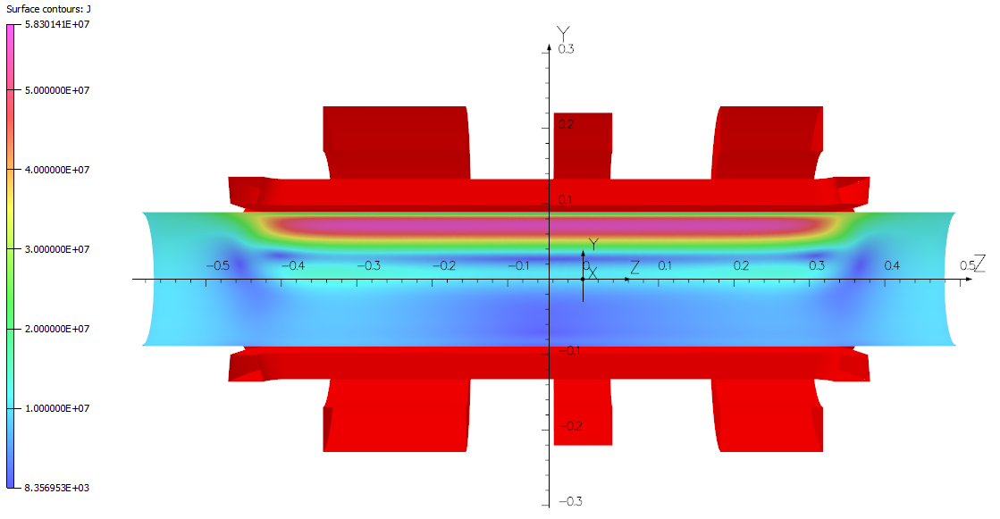 Surface contours: J
5.830141E+07
5.000000E+07
4.000000E+07
3.000000E+07
2.000000E+07
1.000000E+07
8.356953E+03
Y
0.3
0.2
0.1
Y
-0.5 -0.4 -0.3 -0.2 -0.1 0 0.1 0.2 0.3 0.4 0.5 Z
X Z
-0.1
-0.2
-0.3